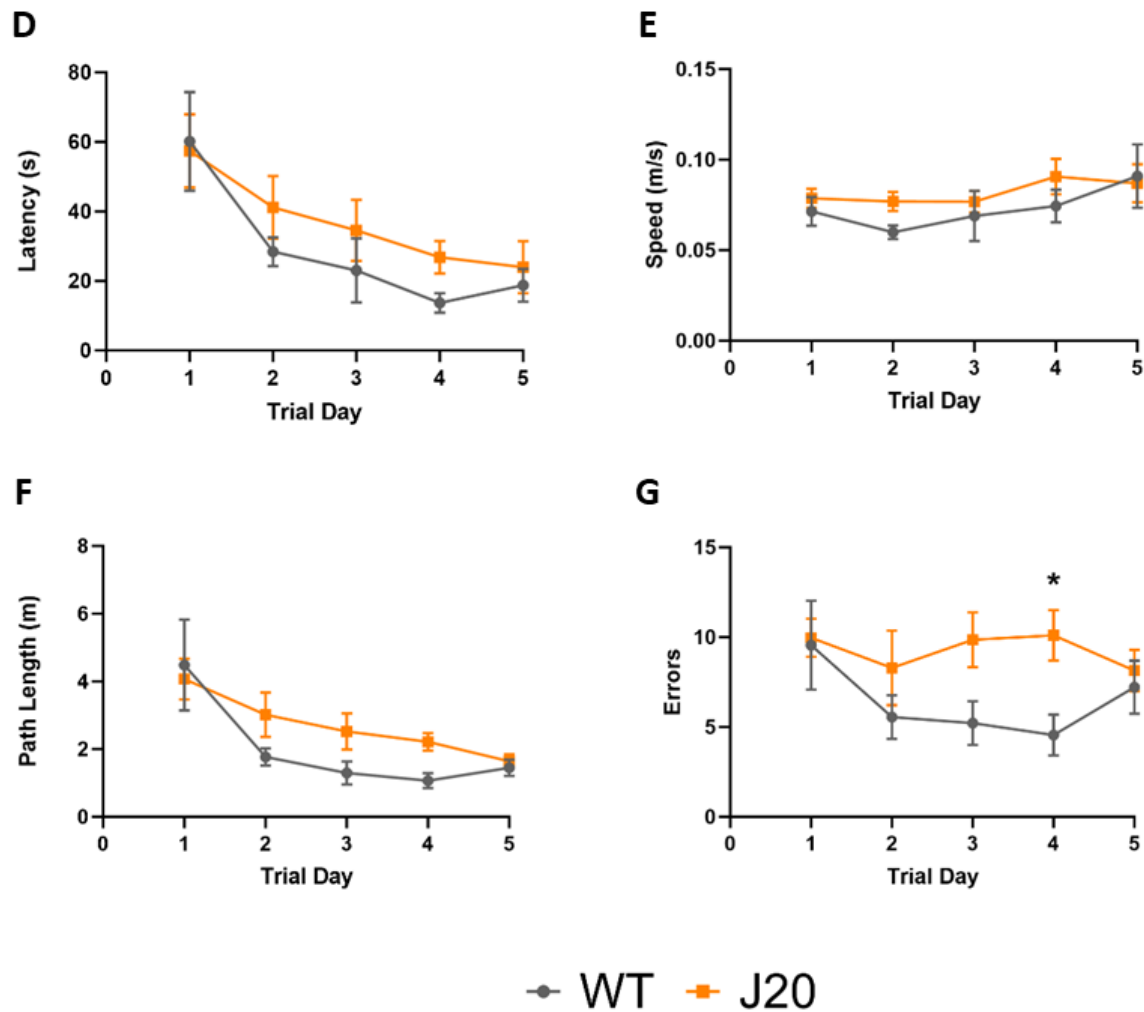 D
80
60
40
20
0
Latency (s)
0 1 2 3 4 5
Trial Day
E
0.15
0.10
0.05
0.00
Speed (m/s)
0 1 2 3 4 5
Trial Day
F
8
6
4
2
0
Path Length (m)
0 1 2 3 4 5
Trial Day
G
15
10
5
0
Errors
*
0 1 2 3 4 5
Trial Day
WT J20